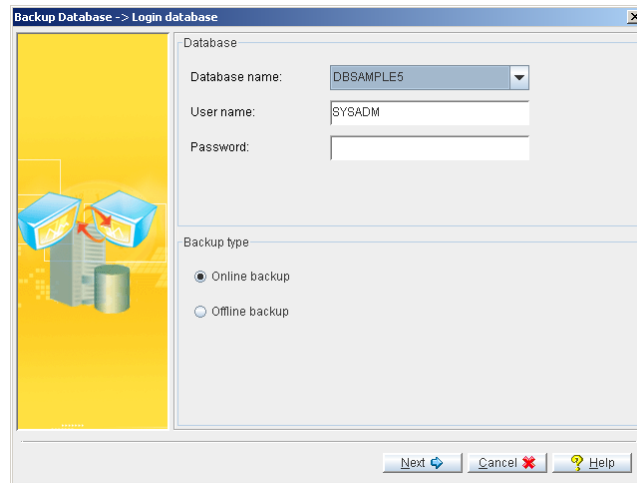 Backup Database -> Login database
Database
Database name:
DBSAMPLE5
User name:
SYSADM
Password:
Backup type
Online backup
Offline backup
Next
Cancel
Help